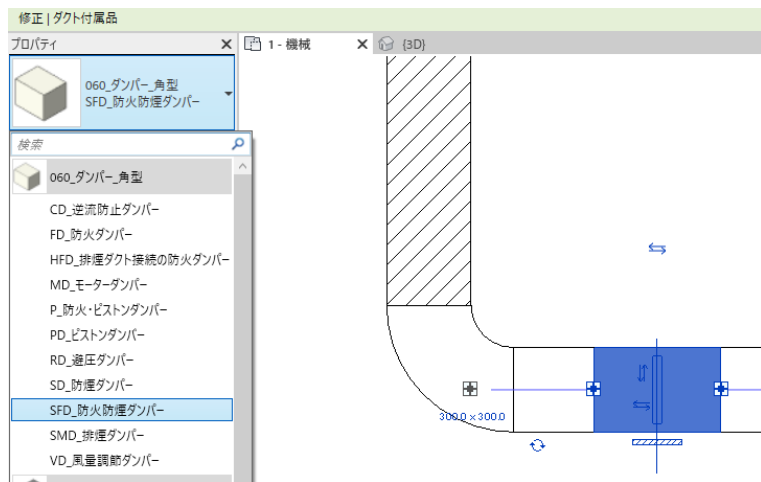 修正 | ダクト付属品
プロパティ
1 - 機械
{3D}
060_ダンパー_角型
SFD_防火防煙ダンパー
検索
060_ダンパー_角型
CD_逆流防止ダンパー
FD_防火ダンパー
HFD_排煙ダクト接続の防火ダンパー
MD_モーターダンパー
P_防火・ピストンダンパー
PD_ピストンダンパー
RD_避圧ダンパー
SD_防煙ダンパー
SFD_防火防煙ダンパー
SMD_排煙ダンパー
VD_風量調節ダンパー
300.0 x 300.0